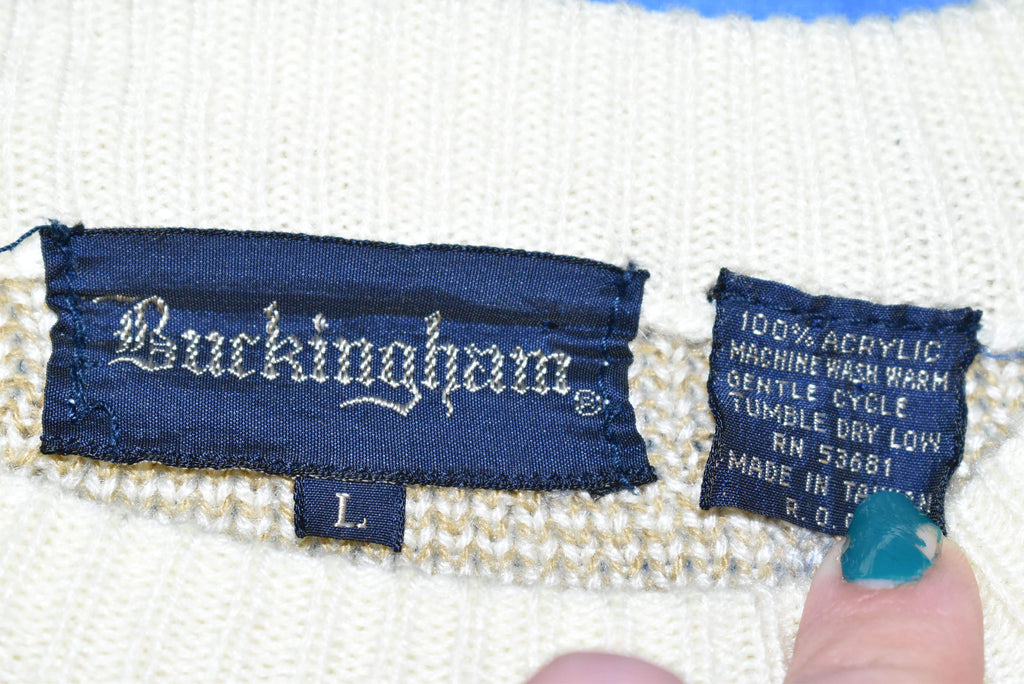 Buckingham®
L
100% ACRYLIC
MACHINE WASH WARM
GENTLE CYCLE
TUMBLE DRY LOW
RN 53681
MADE IN TAIWAN
R.O.